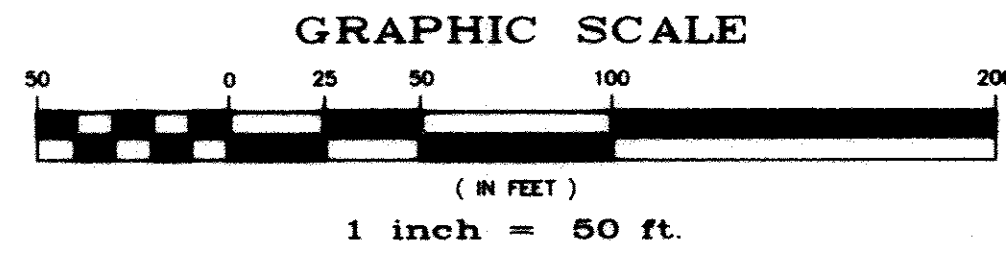 GRAPHIC SCALE
50 0 25 50 100 200
( IN FEET )
1 inch = 50 ft.